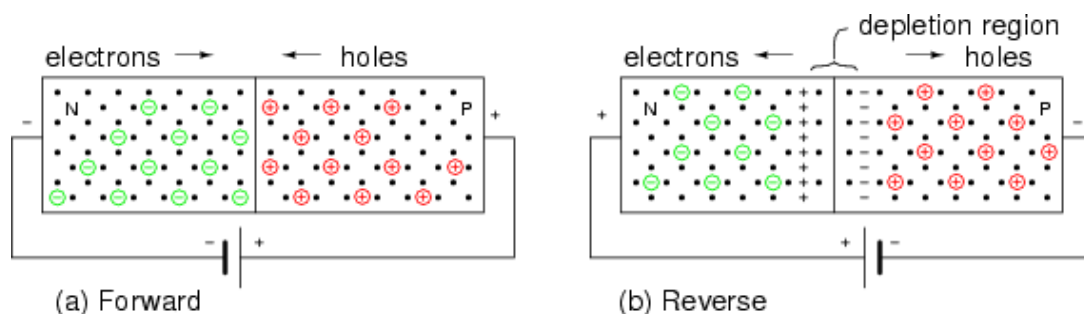 depletion region
electrons → ← holes
electrons ← → holes
N P
N P
− +
+ −
− +
+ −
(a) Forward
(b) Reverse